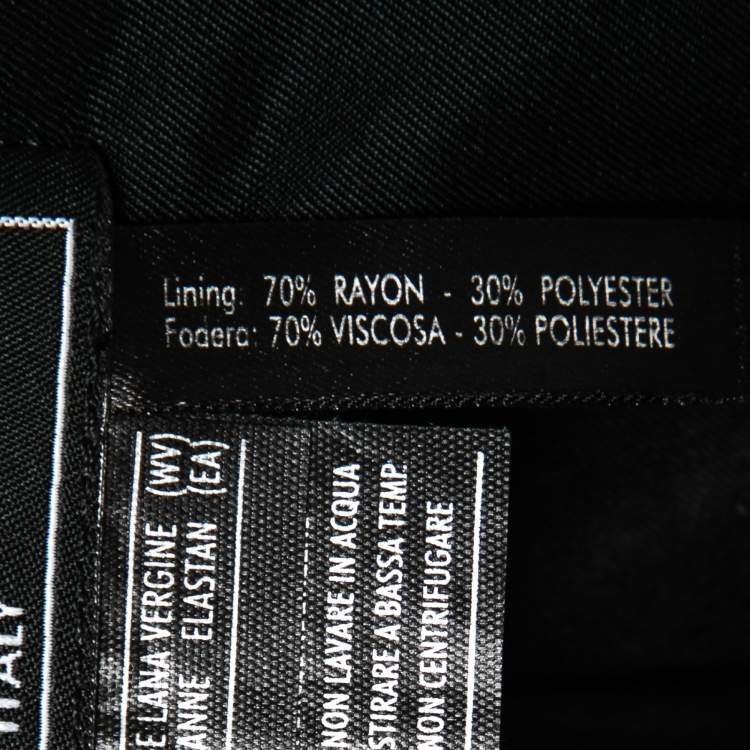 Lining: 70% RAYON - 30% POLYESTER
Fodera: 70% VISCOSA - 30% POLIESTERE
E LANA VERGINE (WV)
ELASTAN (EA)
NON LAVARE IN ACQUA
STIRARE A BASSA TEMP.
NON CENTRIFUGARE
ITALY